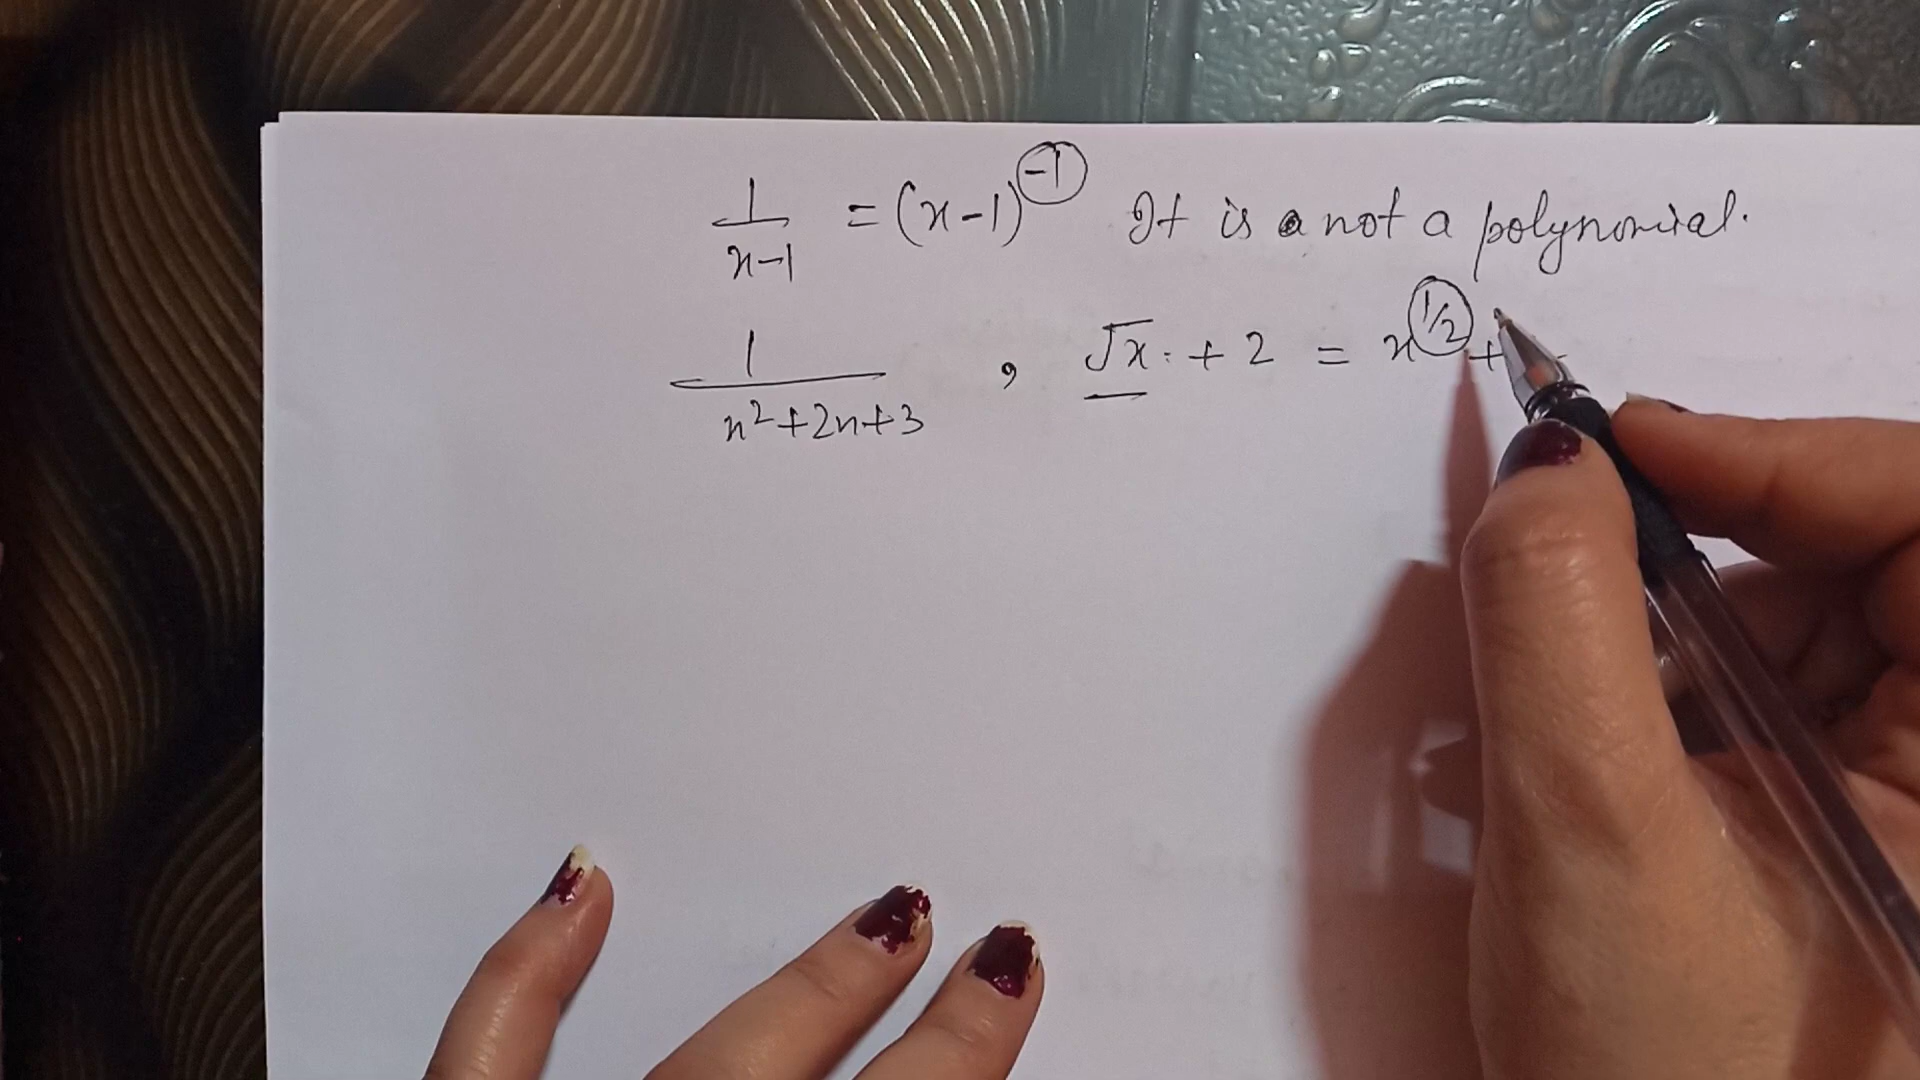 1/(x-1) = (x-1)^-1 It is a not a polynomial.
1/(x²+2x+3) , √x + 2 = x^1/2 +